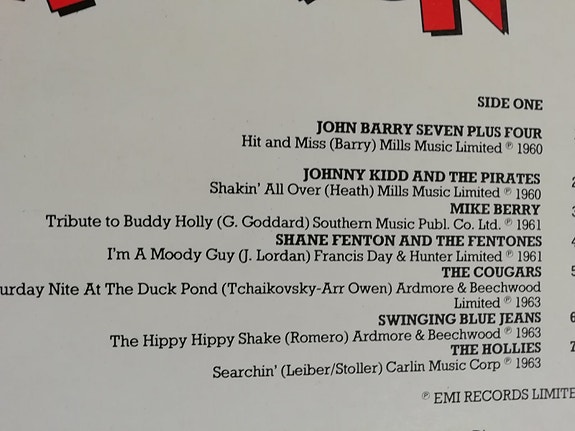 SIDE ONE
JOHN BARRY SEVEN PLUS FOUR
Hit and Miss (Barry) Mills Music Limited ℗ 1960
JOHNNY KIDD AND THE PIRATES
Shakin' All Over (Heath) Mills Music Limited ℗ 1960
MIKE BERRY
Tribute to Buddy Holly (G. Goddard) Southern Music Publ. Co. Ltd. ℗ 1961
SHANE FENTON AND THE FENTONES
I'm A Moody Guy (J. Lordan) Francis Day & Hunter Limited ℗ 1961
THE COUGARS
urday Nite At The Duck Pond (Tchaikovsky-Arr Owen) Ardmore & Beechwood
Limited ℗ 1963
SWINGING BLUE JEANS
The Hippy Hippy Shake (Romero) Ardmore & Beechwood ℗ 1963
THE HOLLIES
Searchin' (Leiber/Stoller) Carlin Music Corp ℗ 1963
℗ EMI RECORDS LIMITE